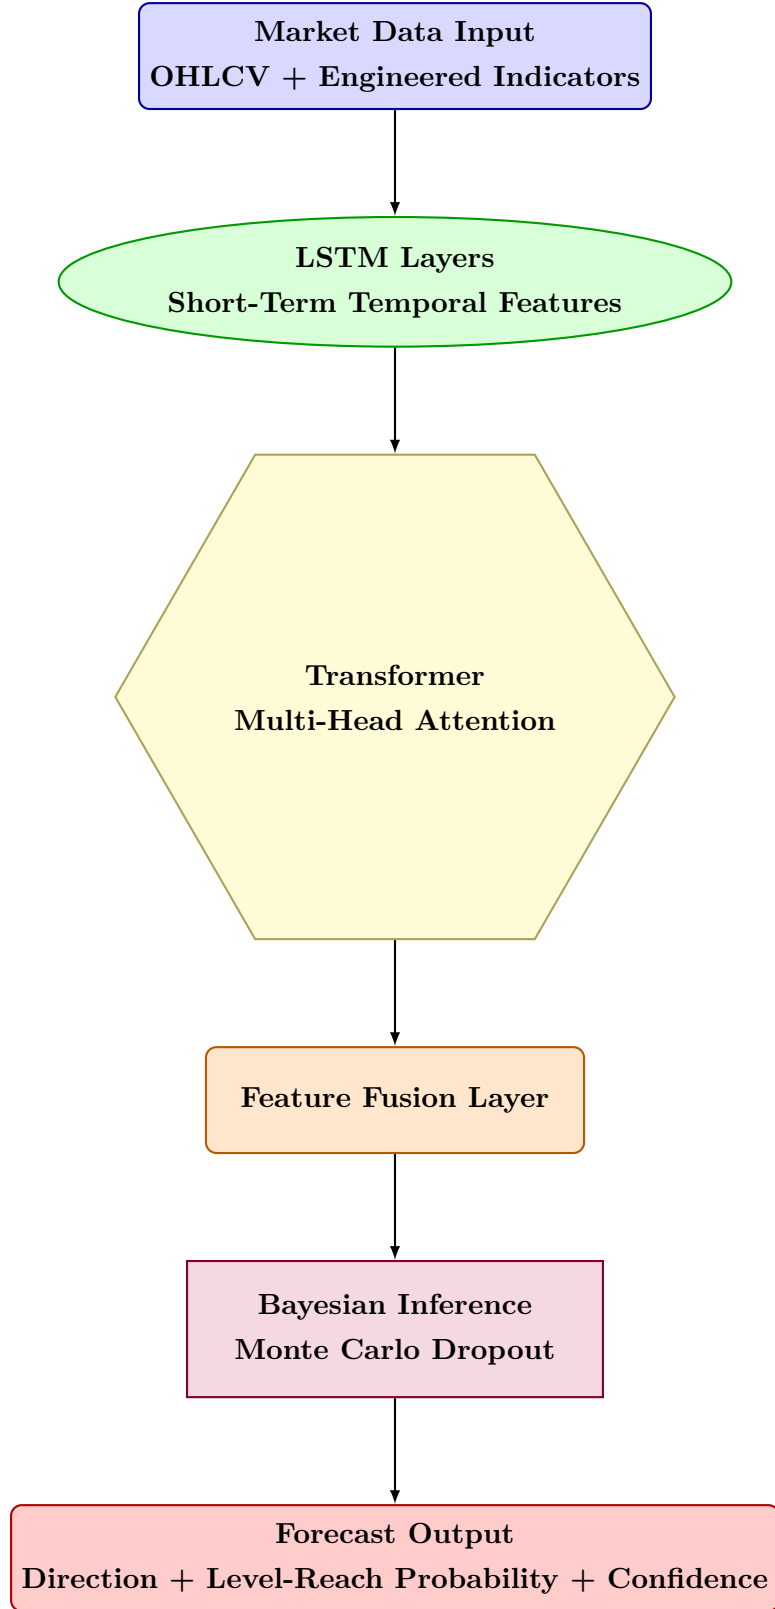 Market Data Input
OHLCV + Engineered Indicators
LSTM Layers
Short-Term Temporal Features
Transformer
Multi-Head Attention
Feature Fusion Layer
Bayesian Inference
Monte Carlo Dropout
Forecast Output
Direction + Level-Reach Probability + Confidence